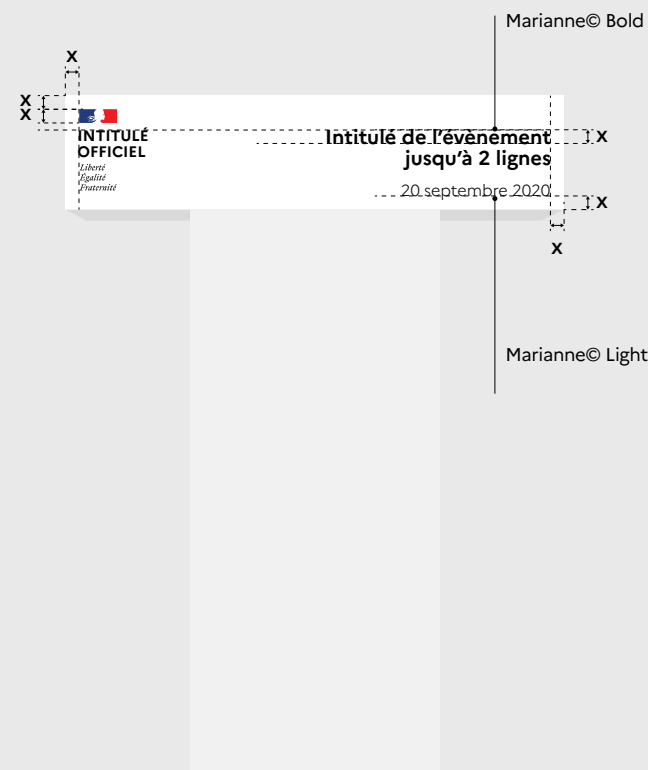 Marianne© Bold
X
X
X
INTITULÉ
OFFICIEL
Liberté
Égalité
Fraternité
Intitulé de l’évènement
jusqu’à 2 lignes
20 septembre 2020
X
X
X
Marianne© Light